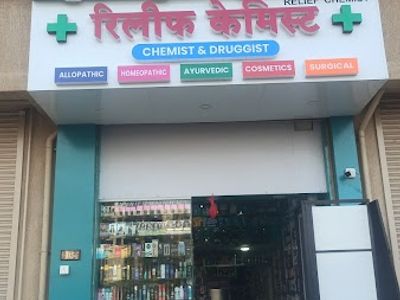 RELIEF CHEMIST
रिलीफ केमिस्ट
CHEMIST & DRUGGIST
ALLOPATHIC HOMEOPATHIC AYURVEDIC COSMETICS SURGICAL